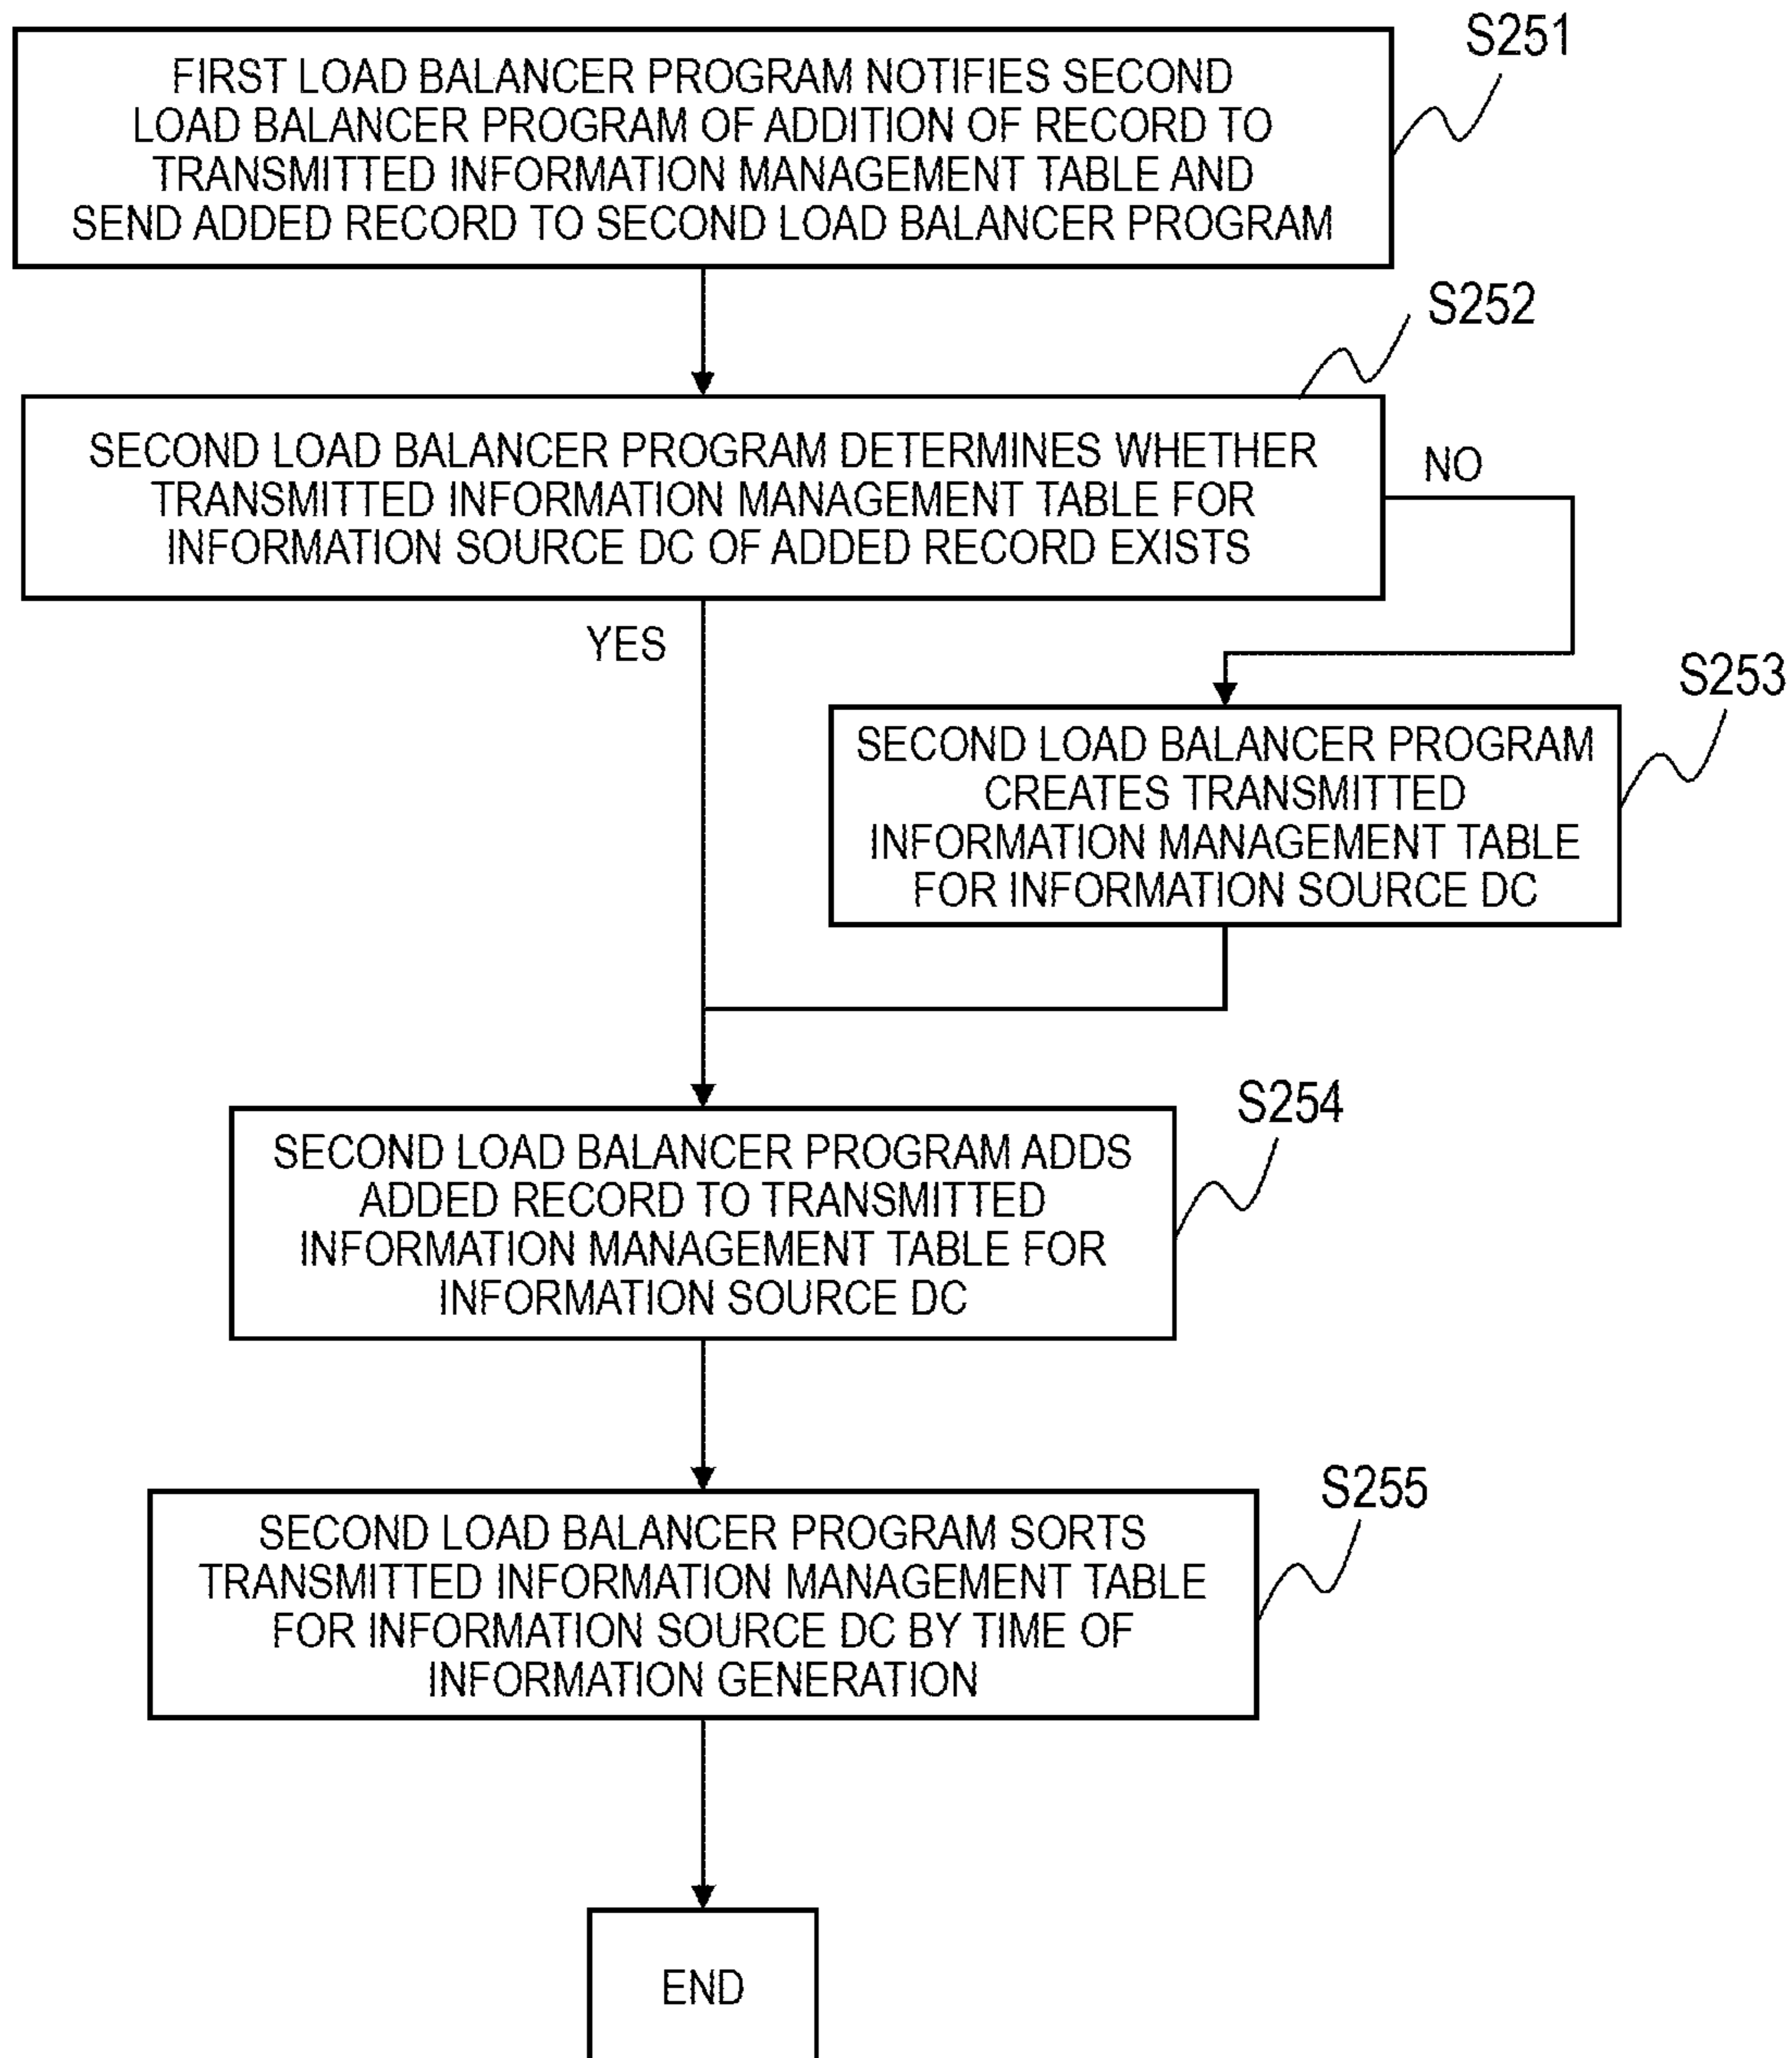 S251
FIRST LOAD BALANCER PROGRAM NOTIFIES SECOND
LOAD BALANCER PROGRAM OF ADDITION OF RECORD TO
TRANSMITTED INFORMATION MANAGEMENT TABLE AND
SEND ADDED RECORD TO SECOND LOAD BALANCER PROGRAM
S252
SECOND LOAD BALANCER PROGRAM DETERMINES WHETHER
TRANSMITTED INFORMATION MANAGEMENT TABLE FOR
INFORMATION SOURCE DC OF ADDED RECORD EXISTS
NO
YES
S253
SECOND LOAD BALANCER PROGRAM
CREATES TRANSMITTED
INFORMATION MANAGEMENT TABLE
FOR INFORMATION SOURCE DC
S254
SECOND LOAD BALANCER PROGRAM ADDS
ADDED RECORD TO TRANSMITTED
INFORMATION MANAGEMENT TABLE FOR
INFORMATION SOURCE DC
S255
SECOND LOAD BALANCER PROGRAM SORTS
TRANSMITTED INFORMATION MANAGEMENT TABLE
FOR INFORMATION SOURCE DC BY TIME OF
INFORMATION GENERATION
END